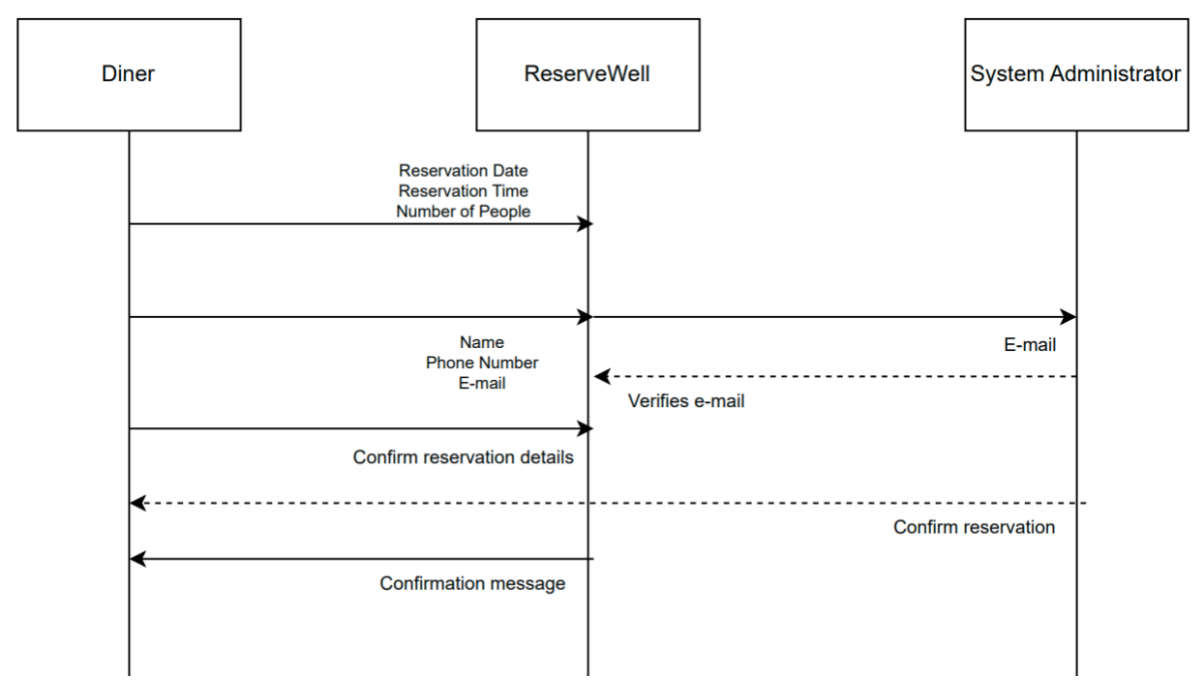 Diner
ReserveWell
System Administrator
Reservation Date
Reservation Time
Number of People
Name
Phone Number
E-mail
E-mail
Verifies e-mail
Confirm reservation details
Confirm reservation
Confirmation message